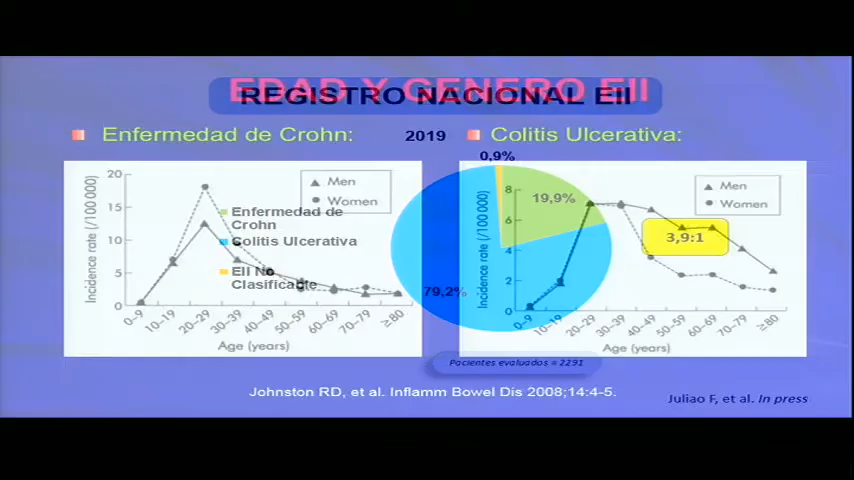 EDAD Y GENERO EII
REGISTRO NACIONAL EII
Enfermedad de Crohn:
2019
Colitis Ulcerativa:
0,9%
20
15
10
5
0
Incidence rate (/100 000)
Men
Women
0–9
10–19
20–29
30–39
40–49
50–59
60–69
70–79
≥80
Age (years)
Enfermedad de
Crohn
Colitis Ulcerativa
EII No
Clasificable
79,2%
19,9%
8
6
4
2
0
Incidence rate (/100 000)
Men
Women
3,9:1
0–9
10–19
20–29
30–39
40–49
50–59
60–69
70–79
≥80
Age (years)
Pacientes evaluados = 2291
Johnston RD, et al. Inflamm Bowel Dis 2008;14:4-5.
Juliao F, et al. In press